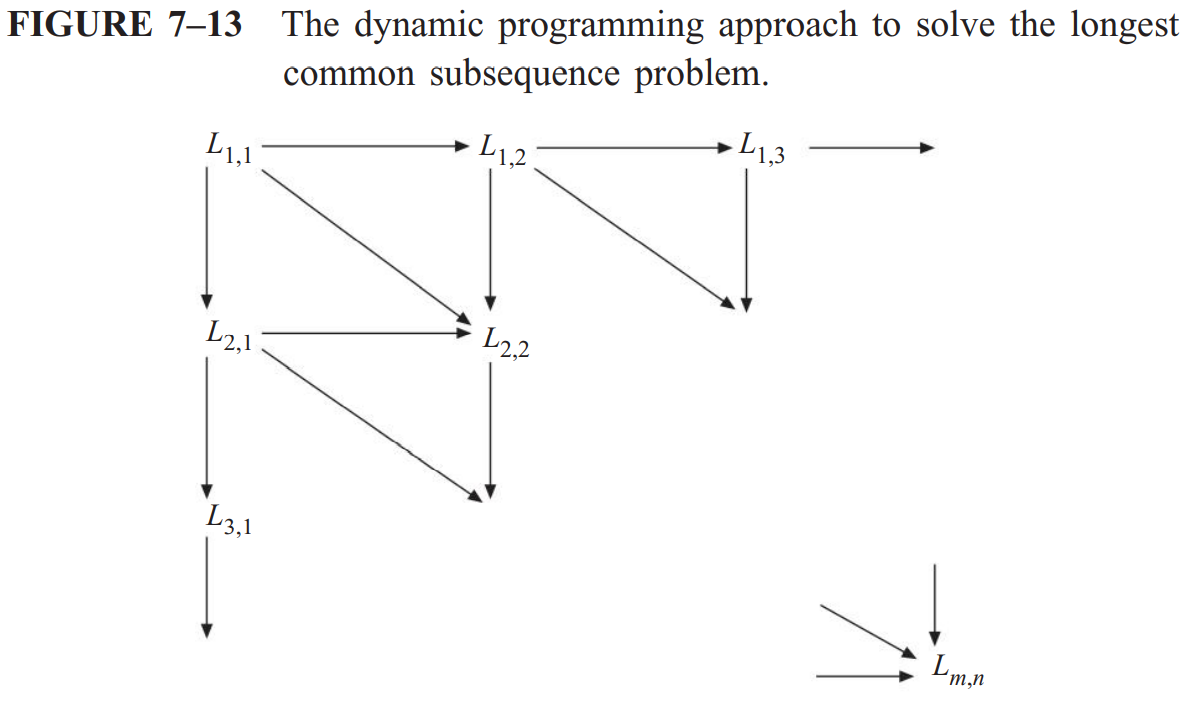 FIGURE 7–13 The dynamic programming approach to solve the longest
common subsequence problem.
L1,1 L1,2 L1,3
L2,1 L2,2
L3,1
Lm,n